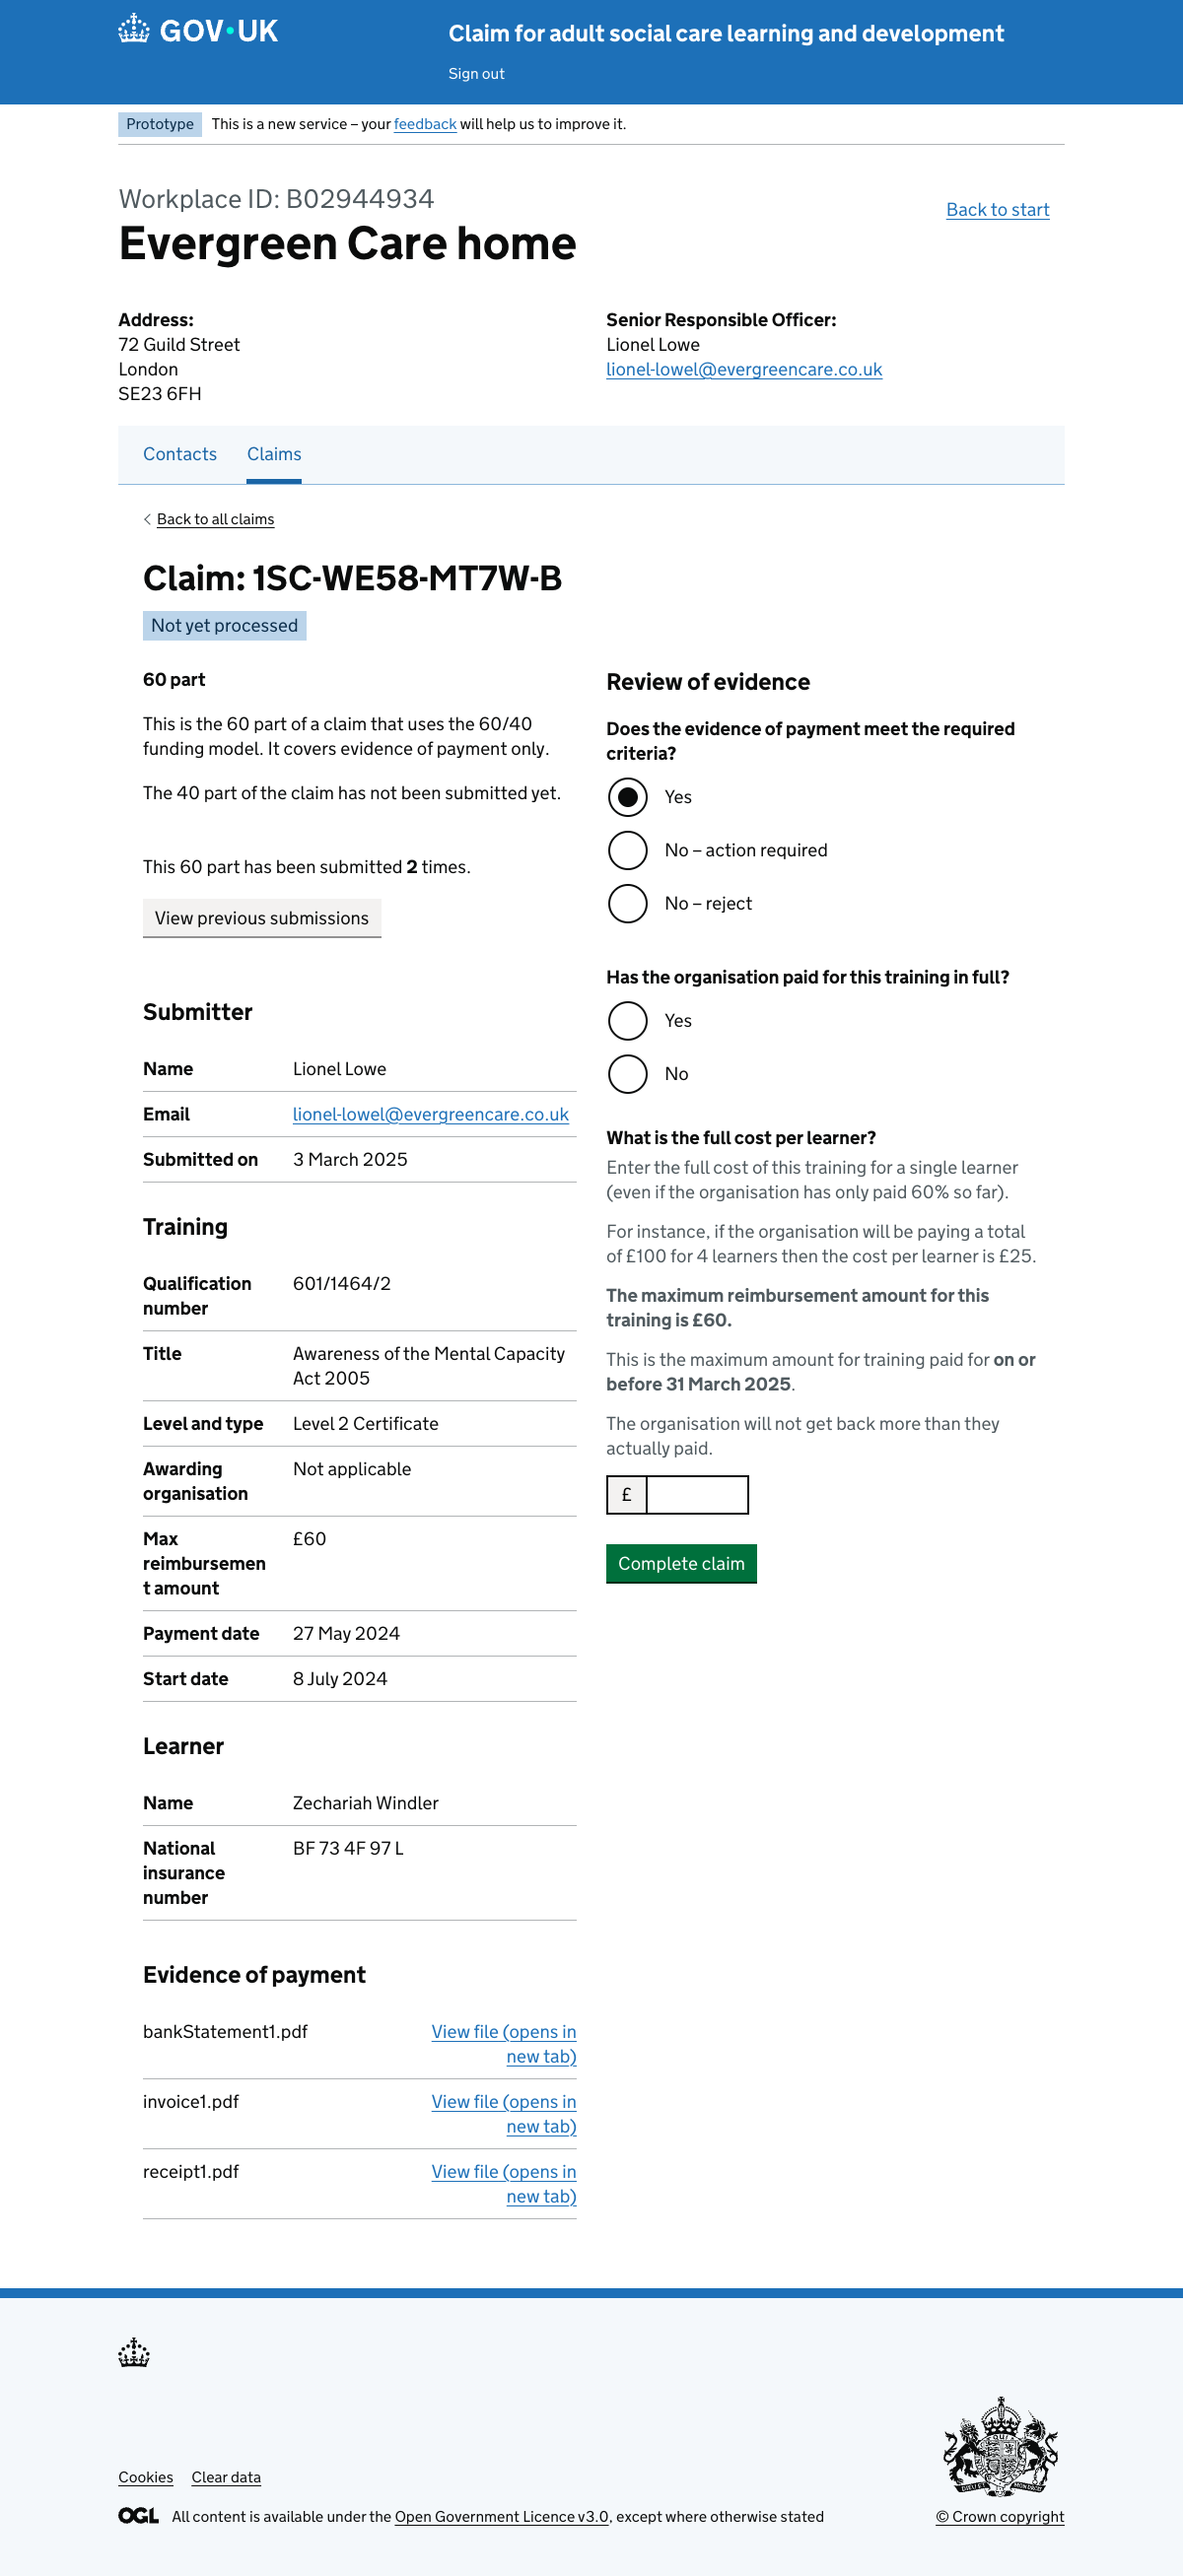 GOV•UK
Claim for adult social care learning and development
Sign out
Prototype
This is a new service – your feedback will help us to improve it.
Workplace ID: B02944934
Evergreen Care home
Back to start
Address:
72 Guild Street
London
SE23 6FH
Senior Responsible Officer:
Lionel Lowe
lionel-lowel@evergreencare.co.uk
Contacts
Claims
Back to all claims
Claim: 1SC-WE58-MT7W-B
Not yet processed
60 part
This is the 60 part of a claim that uses the 60/40
funding model. It covers evidence of payment only.
The 40 part of the claim has not been submitted yet.
This 60 part has been submitted 2 times.
View previous submissions
Submitter
Name
Lionel Lowe
Email
lionel-lowel@evergreencare.co.uk
Submitted on
3 March 2025
Training
Qualification
number
601/1464/2
Title
Awareness of the Mental Capacity
Act 2005
Level and type
Level 2 Certificate
Awarding
organisation
Not applicable
Max
reimbursemen
t amount
£60
Payment date
27 May 2024
Start date
8 July 2024
Learner
Name
Zechariah Windler
National
insurance
number
BF 73 4F 97 L
Evidence of payment
bankStatement1.pdf
View file (opens in
new tab)
invoice1.pdf
View file (opens in
new tab)
receipt1.pdf
View file (opens in
new tab)
Review of evidence
Does the evidence of payment meet the required
criteria?
Yes
No – action required
No – reject
Has the organisation paid for this training in full?
Yes
No
What is the full cost per learner?
Enter the full cost of this training for a single learner
(even if the organisation has only paid 60% so far).
For instance, if the organisation will be paying a total
of £100 for 4 learners then the cost per learner is £25.
The maximum reimbursement amount for this
training is £60.
This is the maximum amount for training paid for on or
before 31 March 2025.
The organisation will not get back more than they
actually paid.
£
Complete claim
Cookies
Clear data
OGL
All content is available under the Open Government Licence v3.0, except where otherwise stated
© Crown copyright